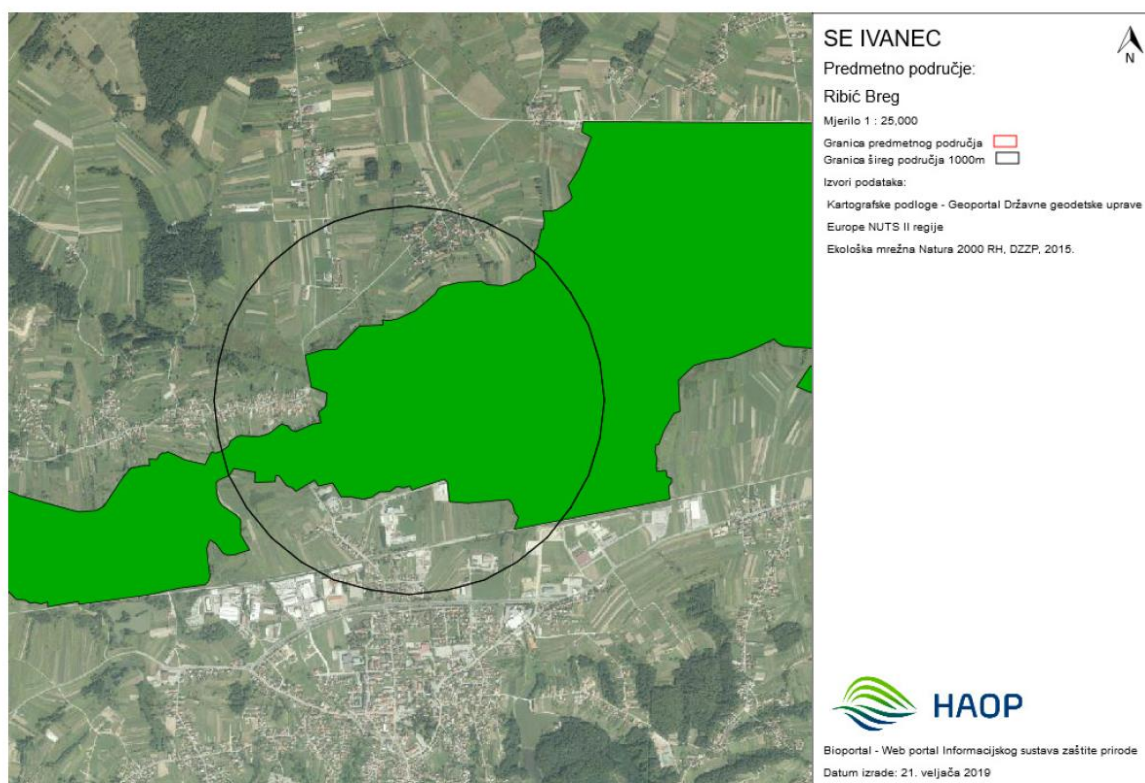 SE IVANEC
N
Predmetno područje:
Ribić Breg
Mjerilo 1 : 25,000
Granica predmetnog područja
Granica šireg područja 1000m
Izvori podataka:
Kartografske podloge - Geoportal Državne geodetske uprave
Europe NUTS II regije
Ekološka mrežna Natura 2000 RH, DZZP, 2015.
HAOP
Bioportal - Web portal Informacijskog sustava zaštite prirode
Datum izrade: 21. veljača 2019